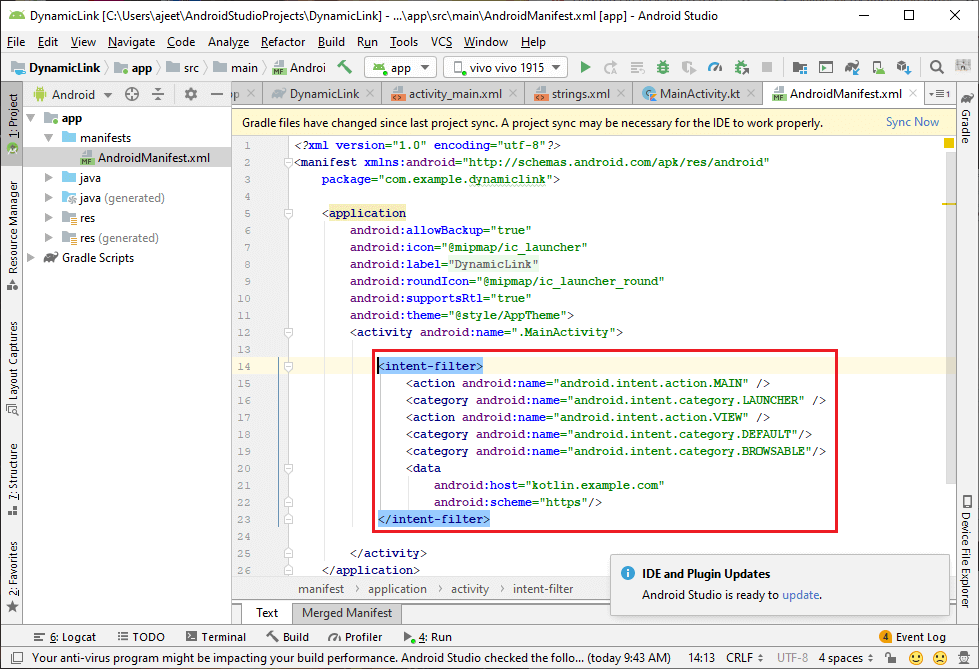 DynamicLink [C:\Users\ajeet\AndroidStudioProjects\DynamicLink] - ...\app\src\main\AndroidManifest.xml [app] - Android Studio
File Edit View Navigate Code Analyze Refactor Build Run Tools VCS Window Help
DynamicLink app src main Androi app vivo vivo 1915
Android DynamicLink activity_main.xml strings.xml MainActivity.kt AndroidManifest.xml
1: Project
Resource Manager
Layout Captures
7: Structure
2: Favorites
app
manifests
AndroidManifest.xml
java
java (generated)
res
res (generated)
Gradle Scripts
Gradle files have changed since last project sync. A project sync may be necessary for the IDE to work properly. Sync Now
1 <?xml version="1.0" encoding="utf-8"?>
2 <manifest xmlns:android="http://schemas.android.com/apk/res/android"
3 package="com.example.dynamiclink">
4
5 <application
6 android:allowBackup="true"
7 android:icon="@mipmap/ic_launcher"
8 android:label="DynamicLink"
9 android:roundIcon="@mipmap/ic_launcher_round"
10 android:supportsRtl="true"
11 android:theme="@style/AppTheme">
12 <activity android:name=".MainActivity">
13
14 <intent-filter>
15 <action android:name="android.intent.action.MAIN" />
16 <category android:name="android.intent.category.LAUNCHER" />
17 <action android:name="android.intent.action.VIEW" />
18 <category android:name="android.intent.category.DEFAULT"/>
19 <category android:name="android.intent.category.BROWSABLE"/>
20 <data
21 android:host="kotlin.example.com"
22 android:scheme="https"/>
23 </intent-filter>
24
25 </activity>
26 </application>
manifest application activity intent-filter
Text Merged Manifest
Gradle
Device File Explorer
IDE and Plugin Updates
Android Studio is ready to update.
6: Logcat TODO Terminal Build Profiler 4: Run 4 Event Log
Your anti-virus program might be impacting your build performance. Android Studio checked the follo... (today 9:43 AM) 14:13 CRLF UTF-8 4 spaces